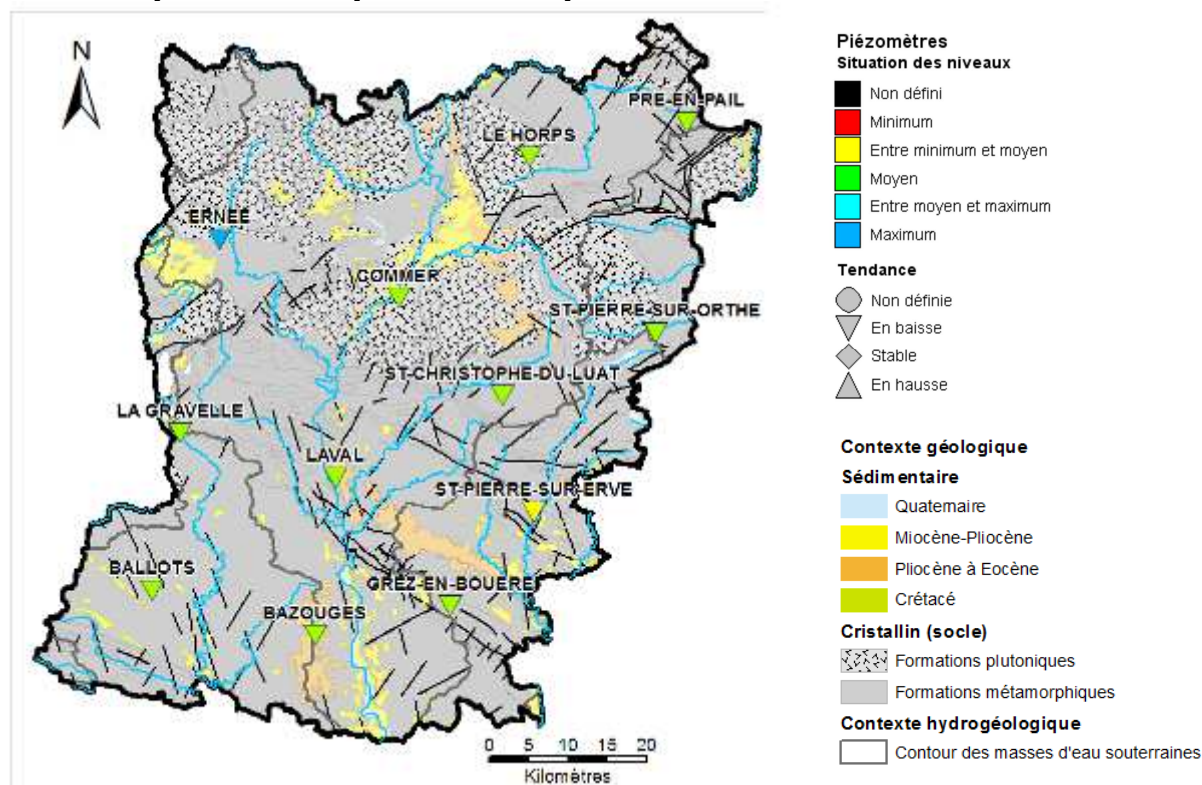 N
PRE-EN-PAIL
LE HORPS
ERNEE
COMMER
ST-PIERRE-SUR-ORTHE
ST-CHRISTOPHE-DU-LUAT
LA GRAVELLE
LAVAL
ST-PIERRE-SUR-ERVE
BALLOTS
GREZ-EN-BOUERE
BAZOUGES
0 5 10 15 20
Kilomètres
Piézomètres
Situation des niveaux
Non défini
Minimum
Entre minimum et moyen
Moyen
Entre moyen et maximum
Maximum
Tendance
Non définie
En baisse
Stable
En hausse
Contexte géologique
Sédimentaire
Quaternaire
Miocène-Pliocène
Pliocène à Eocène
Crétacé
Cristallin (socle)
Formations plutoniques
Formations métamorphiques
Contexte hydrogéologique
Contour des masses d'eau souterraines